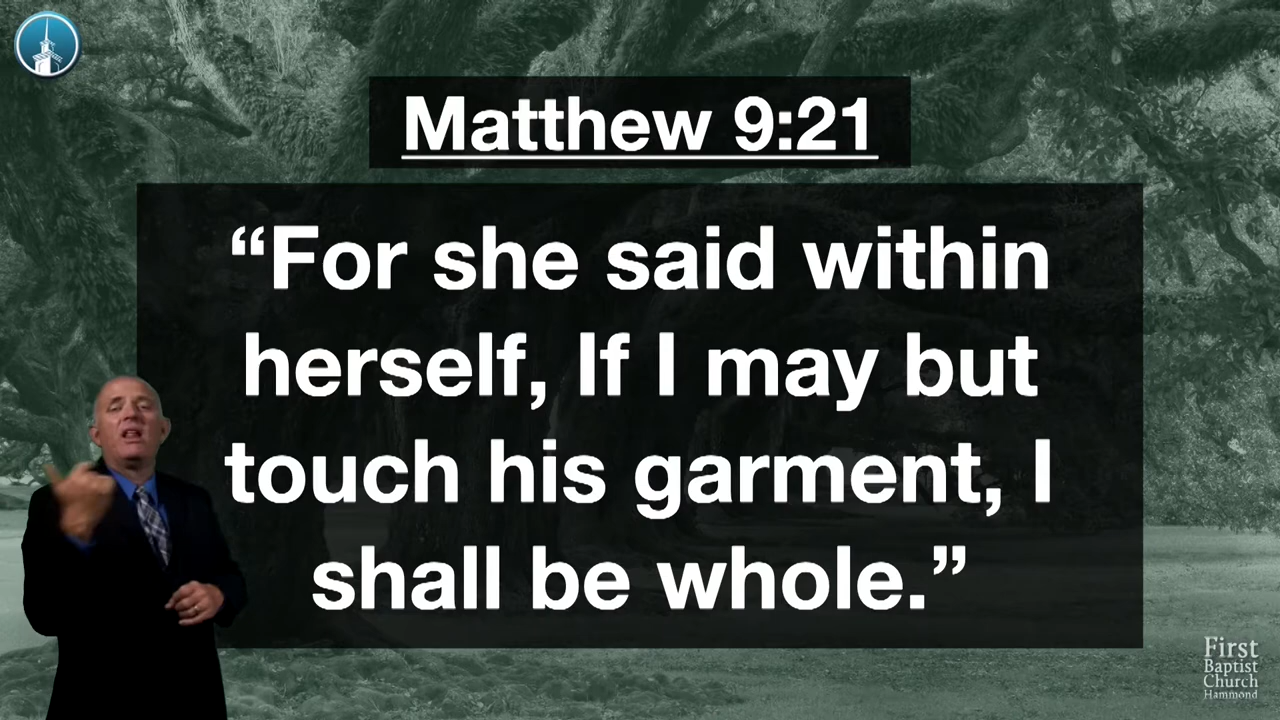 Matthew 9:21
“For she said within
herself, If I may but
touch his garment, I
shall be whole.”
First
Baptist
Church
Hammond